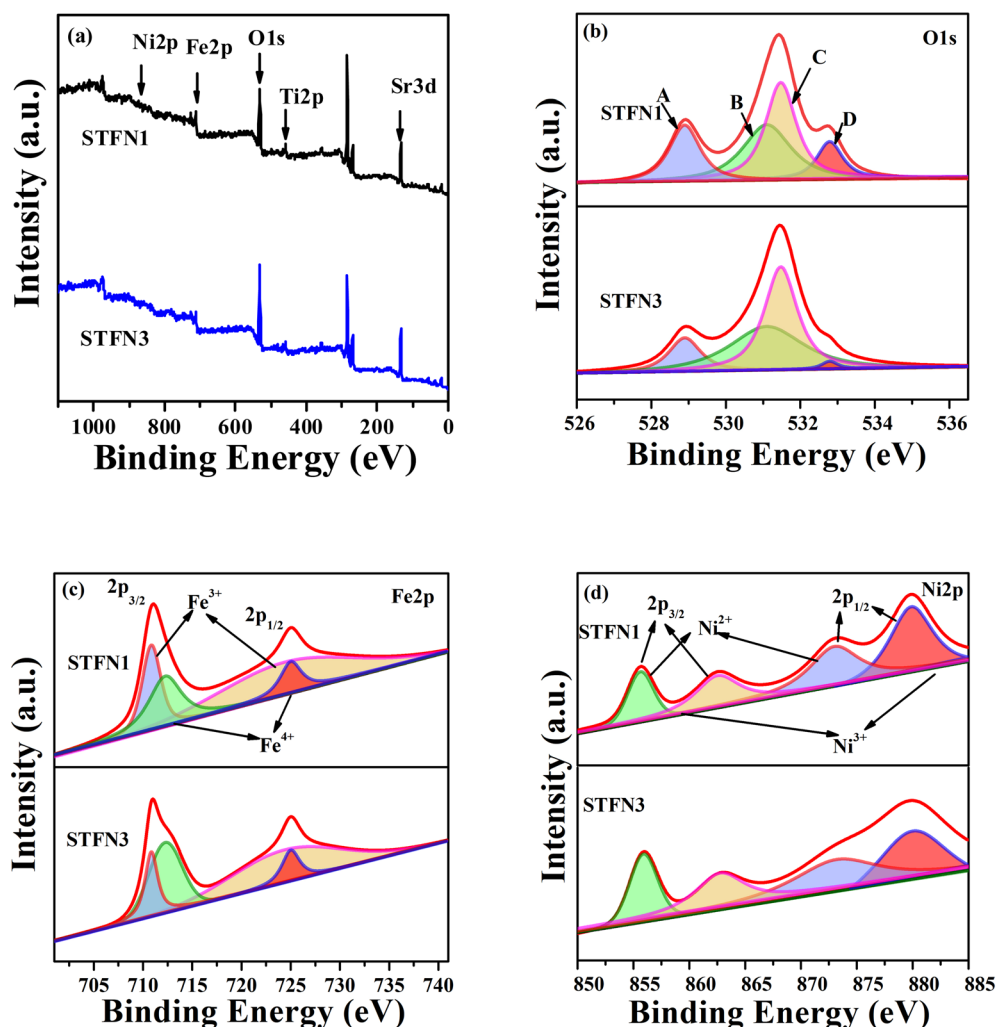 (a)
Ni2p Fe2p O1s Ti2p Sr3d
STFN1
STFN3
Intensity (a.u.)
1000 800 600 400 200 0
Binding Energy (eV)
(b) O1s
A B C D
STFN1
STFN3
Intensity (a.u.)
526 528 530 532 534 536
Binding Energy (eV)
(c) 2p3/2 Fe3+ 2p1/2 Fe2p
STFN1
Fe4+
STFN3
Intensity (a.u.)
705 710 715 720 725 730 735 740
Binding Energy (eV)
(d) 2p3/2 Ni2+ 2p1/2 Ni2p
STFN1
Ni3+
STFN3
Intensity (a.u.)
850 855 860 865 870 875 880 885
Binding Energy (eV)